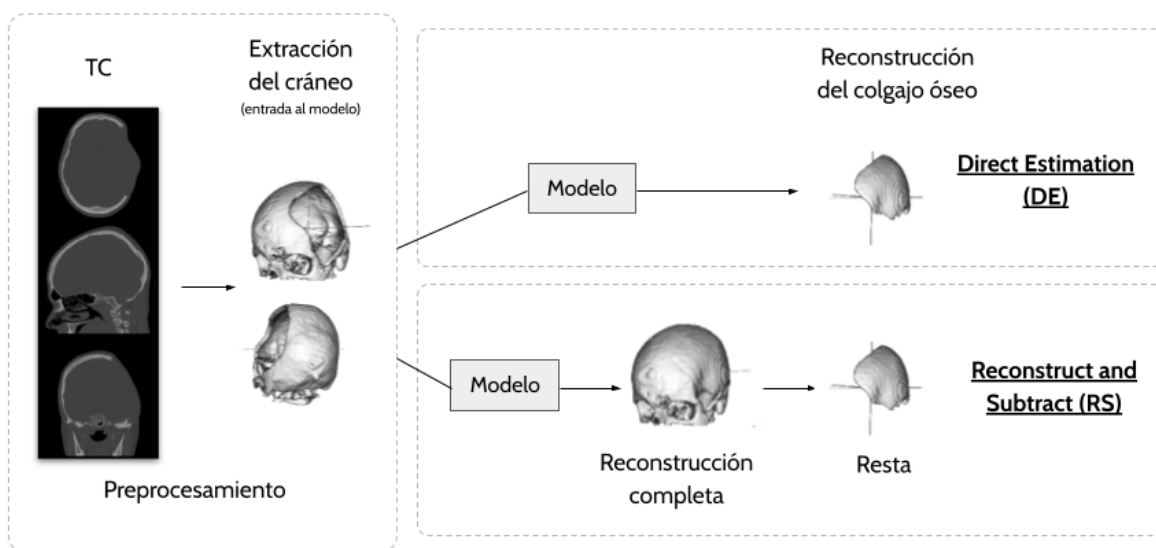 TC
Extracción
del cráneo
(entrada al modelo)
Preprocesamiento
Reconstrucción
del colgajo óseo
Modelo
Direct Estimation
(DE)
Modelo
Reconstrucción
completa
Resta
Reconstruct and
Subtract (RS)